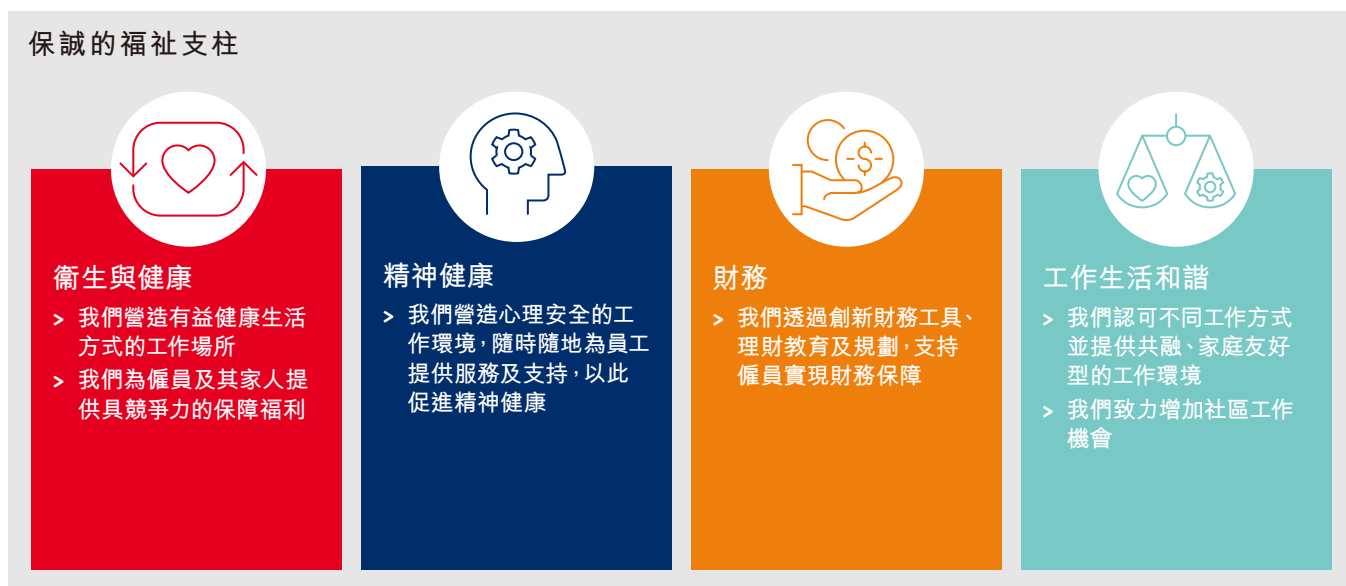 保誠的福祉支柱
衞生與健康
> 我們營造有益健康生活
方式的工作場所
> 我們為僱員及其家人提
供具競爭力的保障福利
精神健康
> 我們營造心理安全的工
作環境，隨時隨地為員工
提供服務及支持，以此
促進精神健康
財務
> 我們透過創新財務工具、
理財教育及規劃，支持
僱員實現財務保障
工作生活和諧
> 我們認可不同工作方式
並提供共融、家庭友好
型的工作環境
> 我們致力增加社區工作
機會